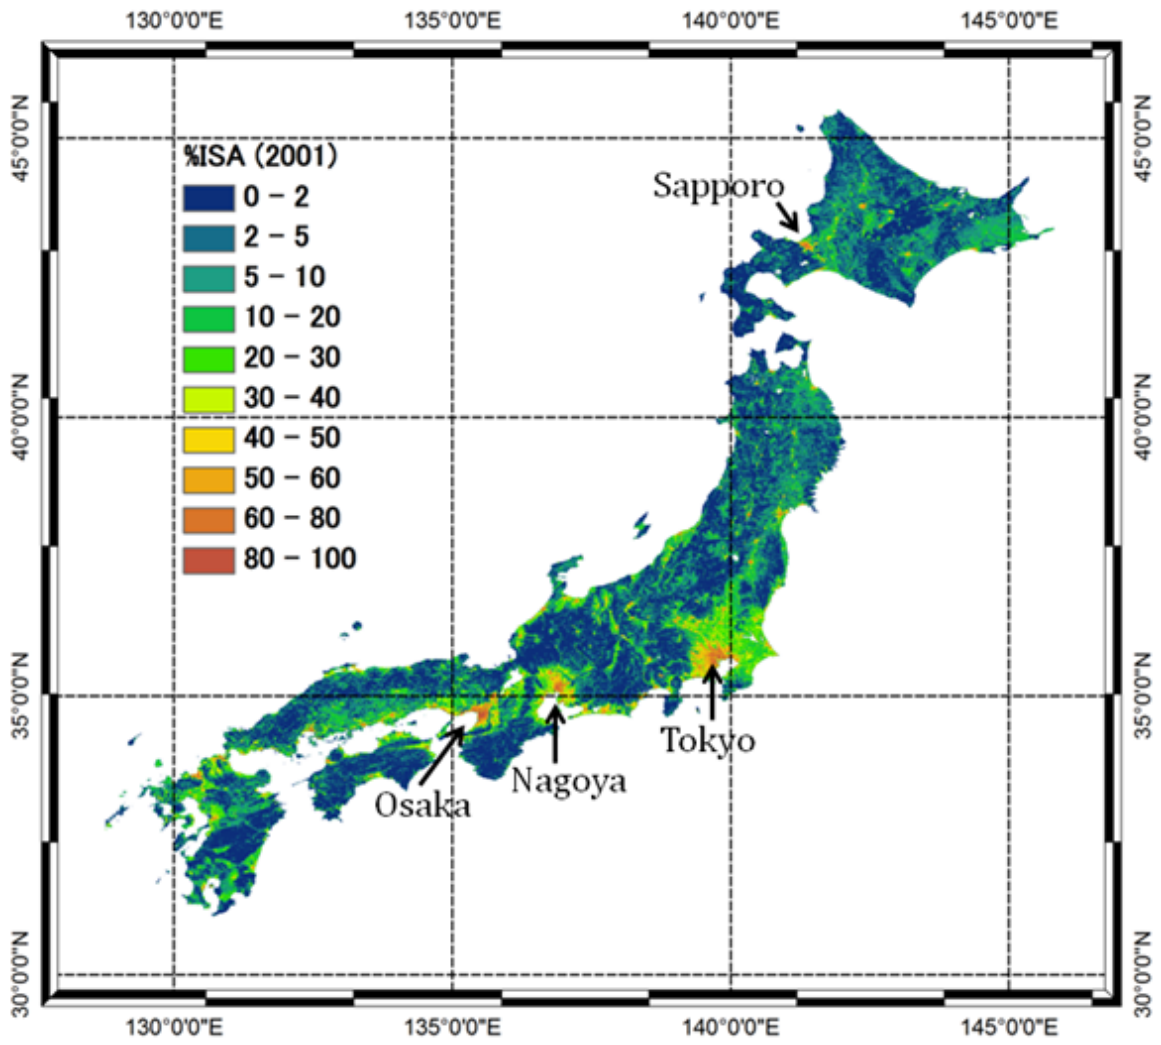 130°0'0"E 135°0'0"E 140°0'0"E 145°0'0"E
45°0'0"N
45°0'0"N
%ISA (2001)
0 – 2
2 – 5
5 – 10
10 – 20
20 – 30
30 – 40
40 – 50
50 – 60
60 – 80
80 – 100
Sapporo
40°0'0"N
40°0'0"N
35°0'0"N
35°0'0"N
Tokyo
Nagoya
Osaka
30°0'0"N
30°0'0"N
130°0'0"E 135°0'0"E 140°0'0"E 145°0'0"E